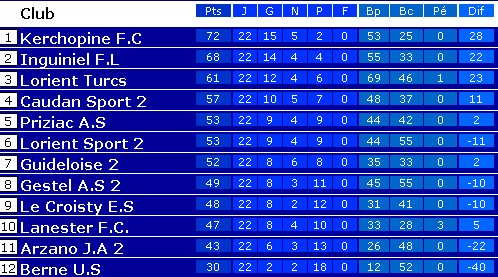 Club Pts J G N P F Bp Bc Pé Dif
1 Kerchopine F.C 72 22 15 5 2 0 53 25 0 28
2 Inguiniel F.L 68 22 14 4 4 0 55 33 0 22
3 Lorient Turcs 61 22 12 4 6 0 69 46 1 23
4 Caudan Sport 2 57 22 10 5 7 0 48 37 0 11
5 Priziac A.S 53 22 9 4 9 0 44 42 0 2
6 Lorient Sport 2 53 22 9 4 9 0 44 55 0 -11
7 Guideloise 2 52 22 8 6 8 0 35 33 0 2
8 Gestel A.S 2 49 22 8 3 11 0 45 55 0 -10
9 Le Croisty E.S 48 22 8 2 12 0 31 41 0 -10
10 Lanester F.C. 47 22 8 4 10 0 33 28 3 5
11 Arzano J.A 2 43 22 6 3 13 0 26 48 0 -22
12 Berne U.S 30 22 2 2 18 0 12 52 0 -40